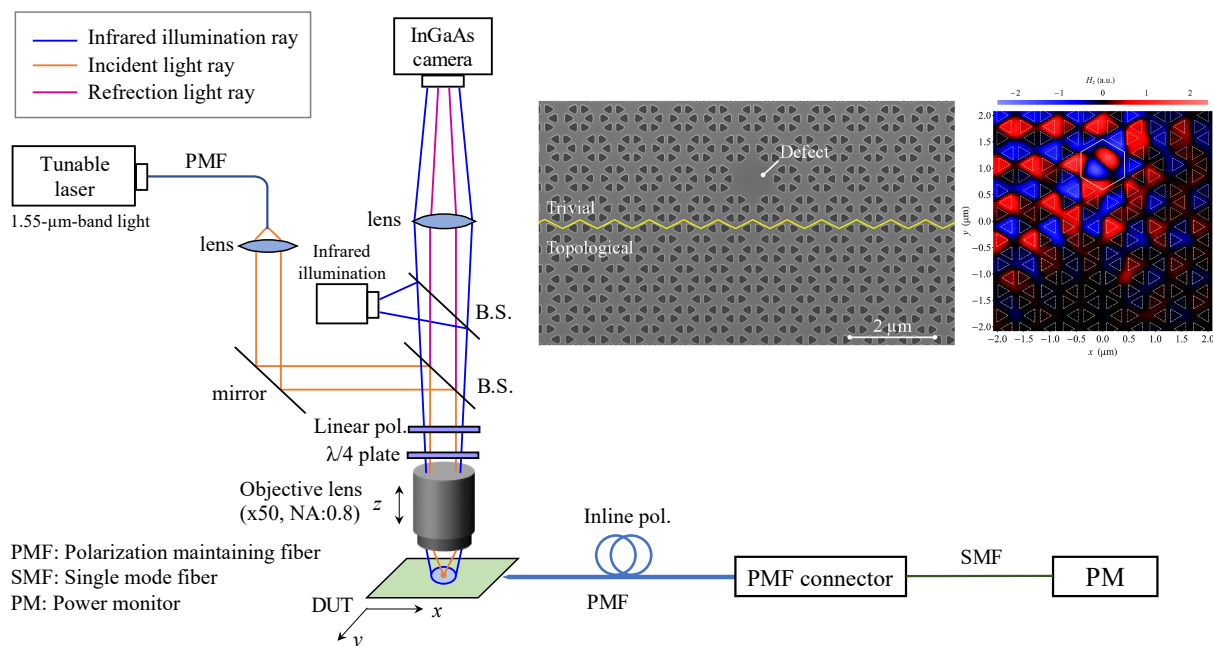 Infrared illumination ray
Incident light ray
Refrection light ray
InGaAs
camera
Tunable
laser
PMF
1.55-µm-band light
lens
lens
Infrared
illumination
B.S.
B.S.
mirror
Linear pol.
λ/4 plate
Objective lens
(x50, NA:0.8)
z
PMF: Polarization maintaining fiber
SMF: Single mode fiber
PM: Power monitor
DUT
x
y
Inline pol.
PMF
PMF connector
SMF
PM
Defect
Trivial
Topological
2 µm
H_z (a.u.)
−2 −1 0 1 2
2.0
1.5
1.0
0.5
0.0
−0.5
−1.0
−1.5
−2.0
y (µm)
−2.0 −1.5 −1.0 −0.5 0.0 0.5 1.0 1.5 2.0
x (µm)